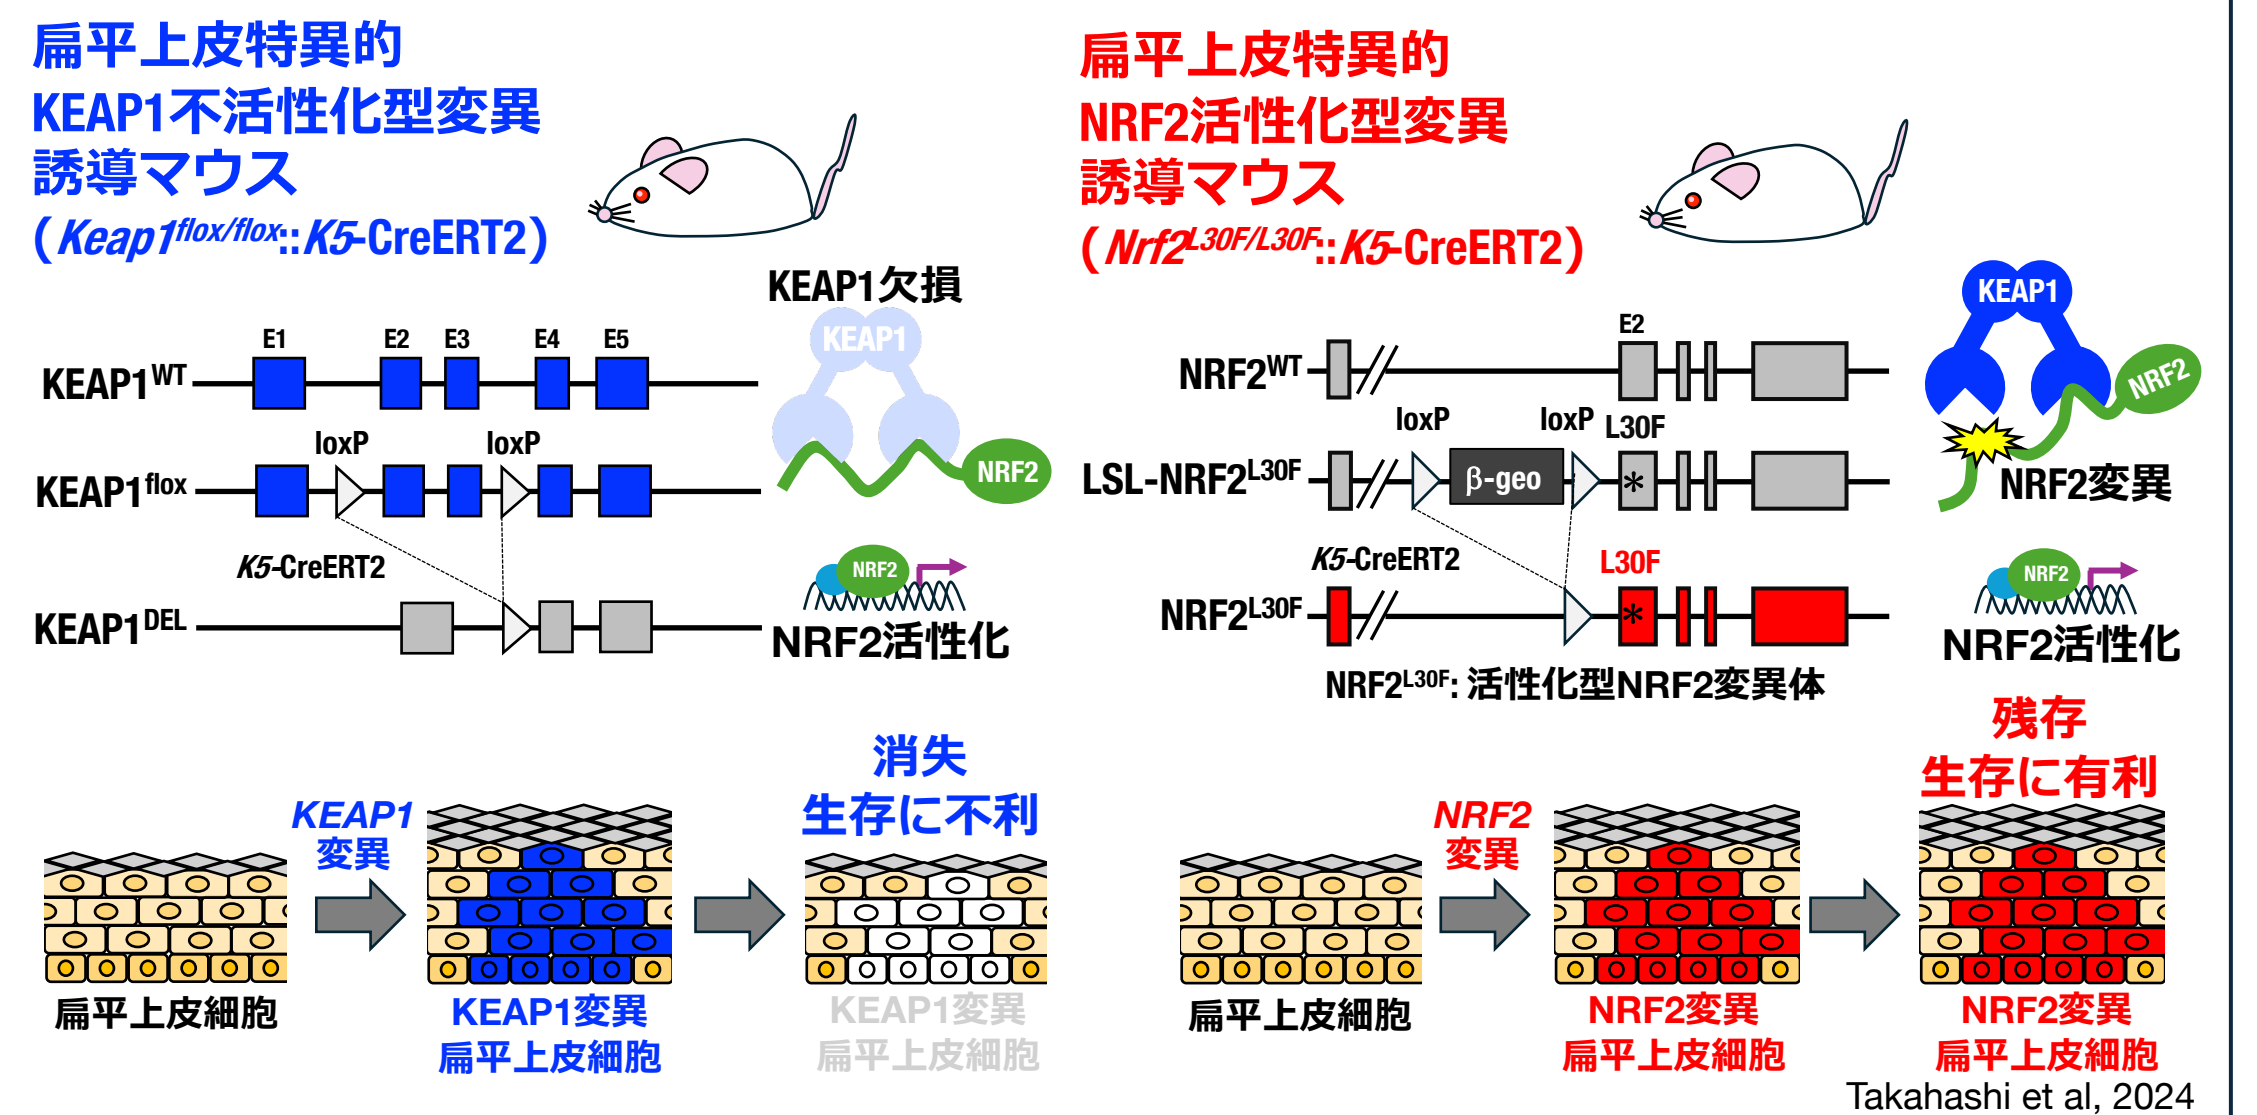 扁平上皮特異的
KEAP1不活性化型変異
誘導マウス
(Keap1flox/flox::K5-CreERT2)
KEAP1欠損
KEAP1
E1 E2 E3 E4 E5
KEAP1WT
loxP loxP
KEAP1flox
NRF2
K5-CreERT2
NRF2
KEAP1DEL
NRF2活性化
消失
生存に不利
KEAP1
変異
扁平上皮細胞
KEAP1変異
扁平上皮細胞
KEAP1変異
扁平上皮細胞
扁平上皮特異的
NRF2活性化型変異
誘導マウス
(Nrf2L30F/L30F::K5-CreERT2)
KEAP1
E2
NRF2WT
NRF2
loxP loxP L30F
LSL-NRF2L30F
β-geo
*
NRF2変異
K5-CreERT2
L30F
NRF2
NRF2L30F
*
NRF2活性化
NRF2L30F: 活性化型NRF2変異体
残存
生存に有利
NRF2
変異
扁平上皮細胞
NRF2変異
扁平上皮細胞
NRF2変異
扁平上皮細胞
Takahashi et al, 2024